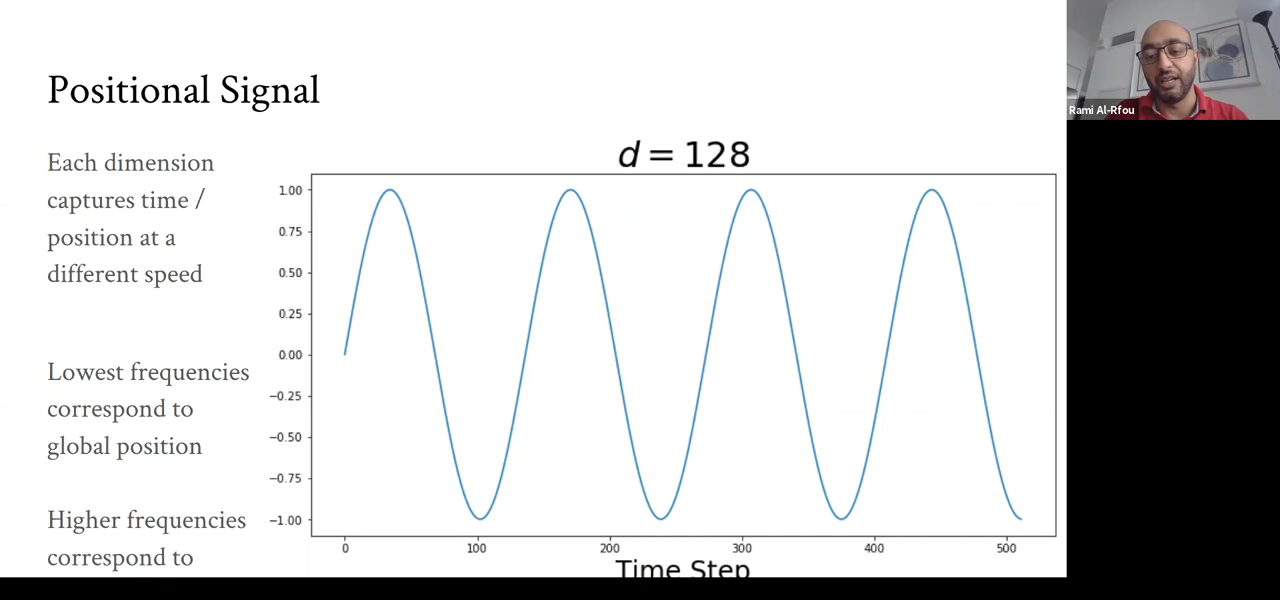 Positional Signal
Rami Al-Rfou
Each dimension
captures time /
position at a
different speed
Lowest frequencies
correspond to
global position
Higher frequencies
correspond to
d = 128
1.00
0.75
0.50
0.25
0.00
−0.25
−0.50
−0.75
−1.00
0 100 200 300 400 500
Time Step